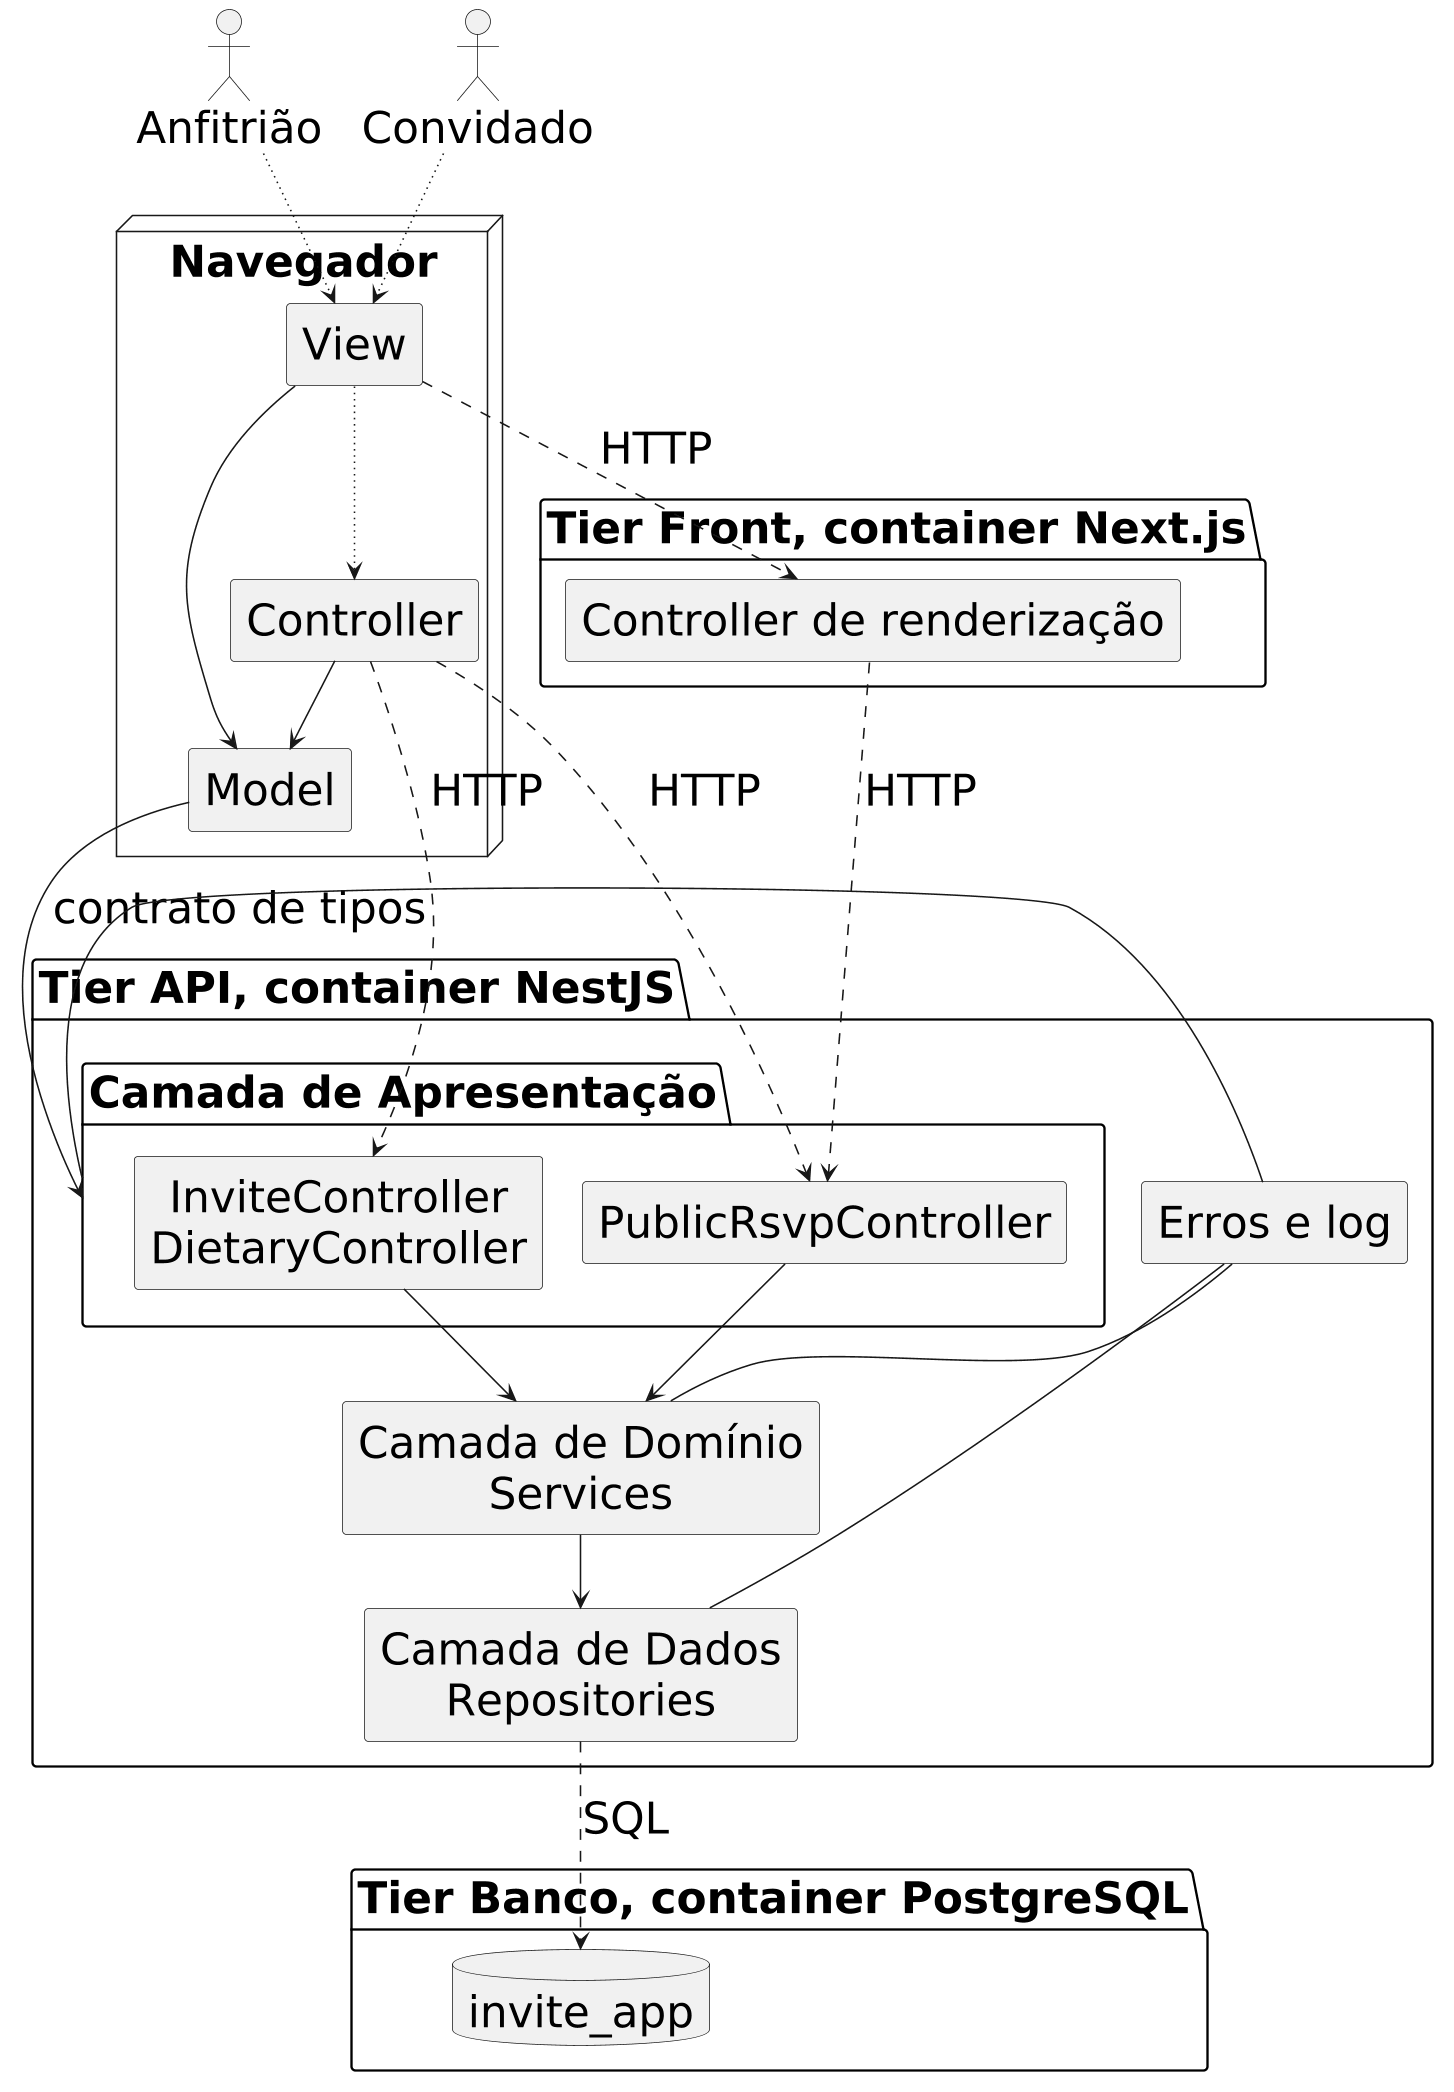 Anfitrião
Convidado
Navegador
View
HTTP
Tier Front, container Next.js
Controller
Controller de renderização
Model
HTTP
HTTP
HTTP
contrato de tipos
Tier API, container NestJS
Camada de Apresentação
InviteController
DietaryController
PublicRsvpController
Erros e log
Camada de Domínio
Services
Camada de Dados
Repositories
SQL
Tier Banco, container PostgreSQL
invite_app